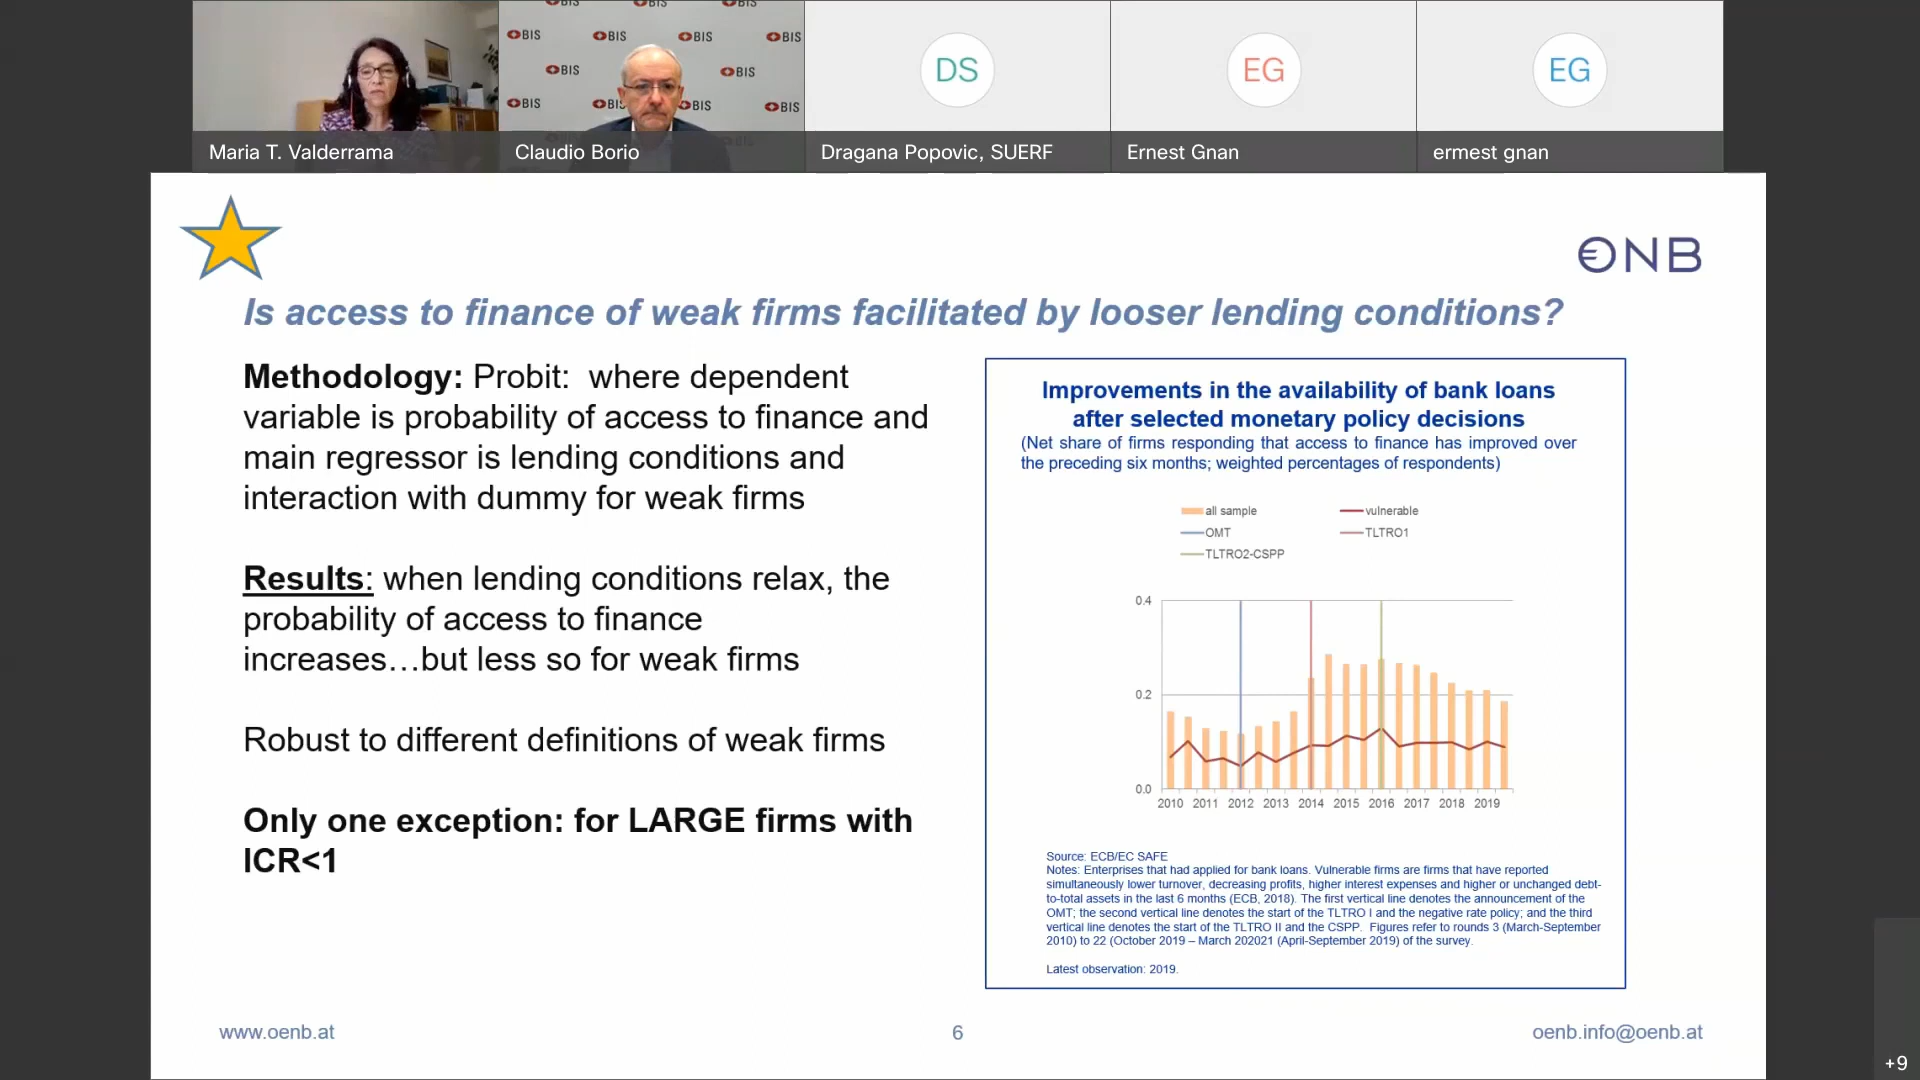 BIS BIS BIS
BIS BIS BIS BIS
BIS BIS
BIS BIS BIS BIS
DS
EG
EG
Maria T. Valderrama
Claudio Borio
Dragana Popovic, SUERF
Ernest Gnan
ermest gnan
ONB
Is access to finance of weak firms facilitated by looser lending conditions?
Methodology: Probit: where dependent
variable is probability of access to finance and
main regressor is lending conditions and
interaction with dummy for weak firms
Results: when lending conditions relax, the
probability of access to finance
increases…but less so for weak firms
Robust to different definitions of weak firms
Only one exception: for LARGE firms with
ICR<1
Improvements in the availability of bank loans
after selected monetary policy decisions
(Net share of firms responding that access to finance has improved over
the preceding six months; weighted percentages of respondents)
all sample vulnerable
OMT TLTRO1
TLTRO2-CSPP
0.4
0.2
0.0
2010 2011 2012 2013 2014 2015 2016 2017 2018 2019
Source: ECB/EC SAFE
Notes: Enterprises that had applied for bank loans. Vulnerable firms are firms that have reported
simultaneously lower turnover, decreasing profits, higher interest expenses and higher or unchanged debt-
to-total assets in the last 6 months (ECB, 2018). The first vertical line denotes the announcement of the
OMT; the second vertical line denotes the start of the TLTRO I and the negative rate policy; and the third
vertical line denotes the start of the TLTRO II and the CSPP. Figures refer to rounds 3 (March-September
2010) to 22 (October 2019 – March 202021 (April-September 2019) of the survey.
Latest observation: 2019.
www.oenb.at
6
oenb.info@oenb.at
+9